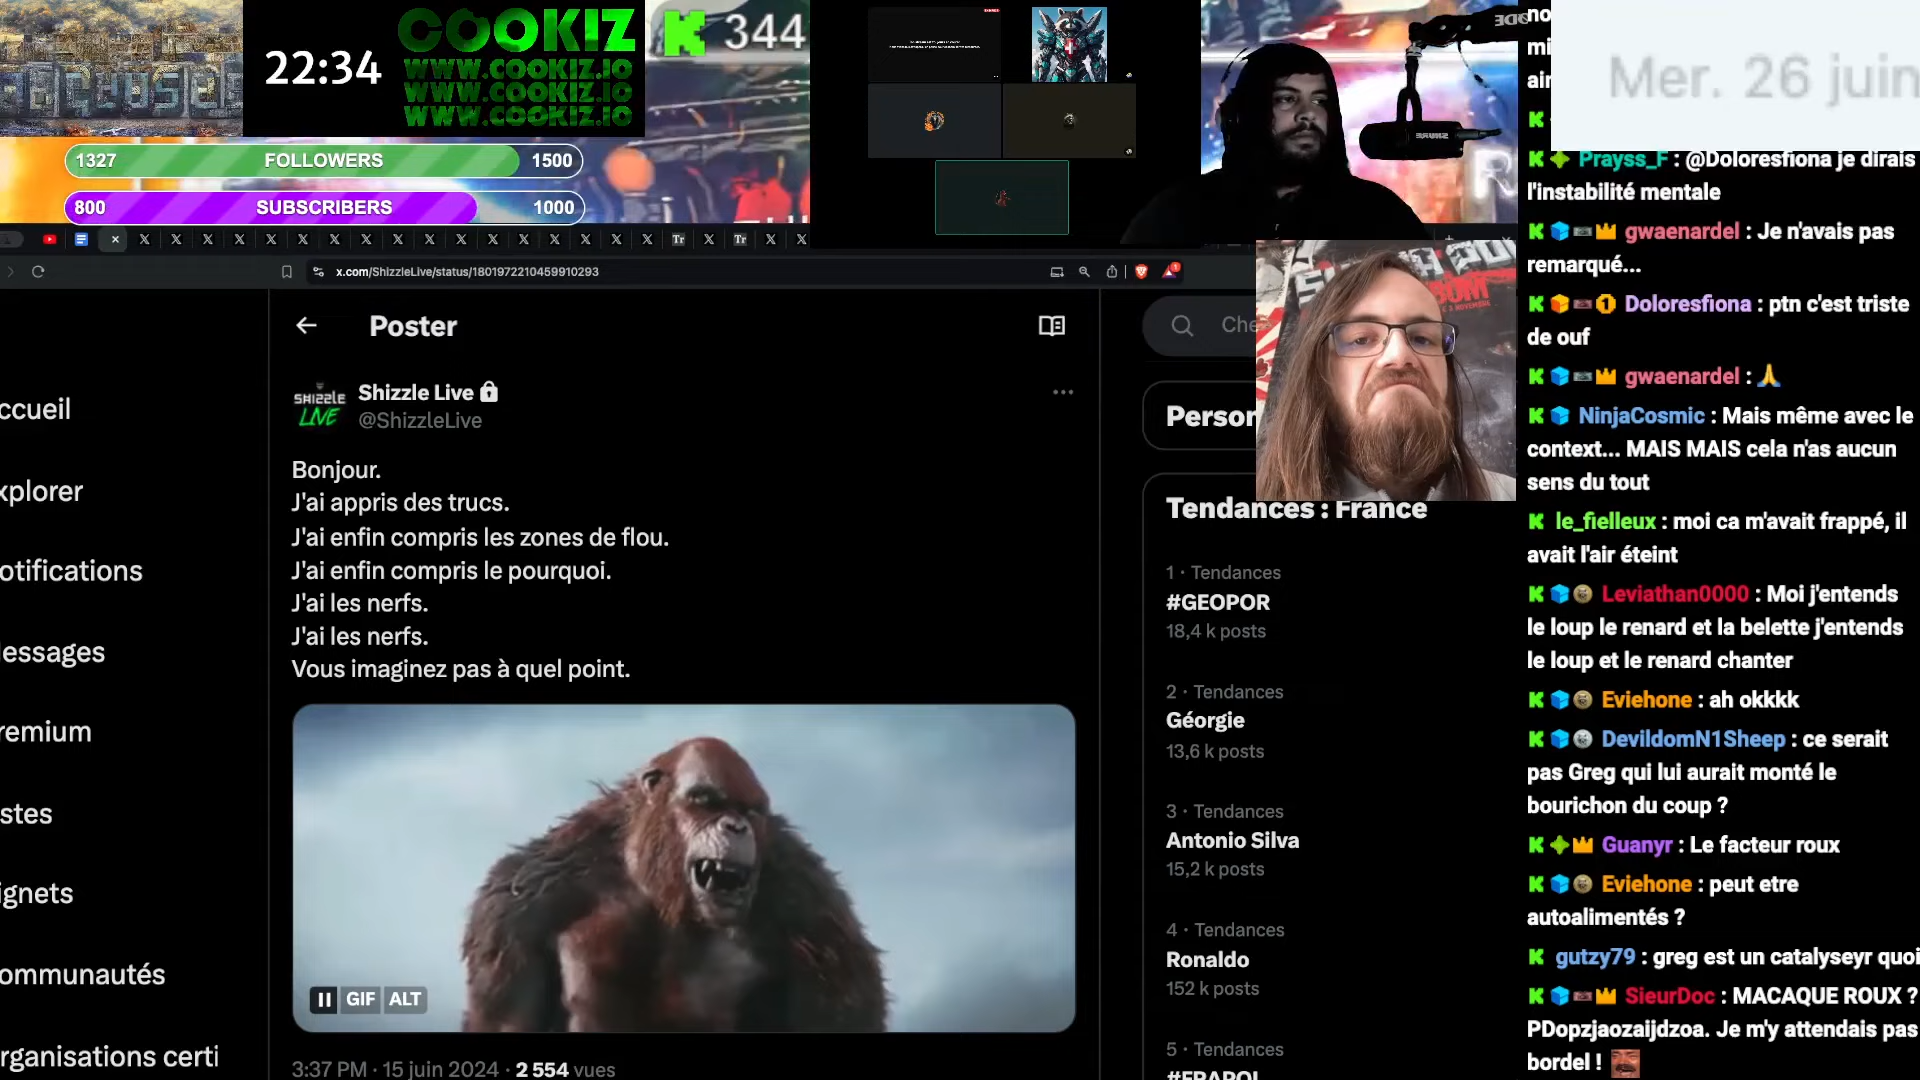 22:34
COOKIZ
WWW.COOKIZ.IO
WWW.COOKIZ.IO
WWW.COOKIZ.IO
344
1327 FOLLOWERS 1500
800 SUBSCRIBERS 1000
Mer. 26 juin
x.com/ShizzleLive/status/1801972210459910293
Poster
Che
ccueil
xplorer
otifications
lessages
remium
stes
ignets
ommunautés
rganisations certi
SHIZZLE
LIVE
Shizzle Live
@ShizzleLive
Bonjour.
J'ai appris des trucs.
J'ai enfin compris les zones de flou.
J'ai enfin compris le pourquoi.
J'ai les nerfs.
J'ai les nerfs.
Vous imaginez pas à quel point.
GIF ALT
3:37 PM · 15 juin 2024 · 2 554 vues
Person
Tendances : France
1 · Tendances
#GEOPOR
18,4 k posts
2 · Tendances
Géorgie
13,6 k posts
3 · Tendances
Antonio Silva
15,2 k posts
4 · Tendances
Ronaldo
152 k posts
5 · Tendances
#FRAPOL
no
mi
air
Prayss_F : @Doloresfiona je dirais
l'instabilité mentale
gwaenardel : Je n'avais pas
remarqué...
Doloresfiona : ptn c'est triste
de ouf
gwaenardel : 🙏
NinjaCosmic : Mais même avec le
context... MAIS MAIS cela n'as aucun
sens du tout
le_fielleux : moi ca m'avait frappé, il
avait l'air éteint
Leviathan0000 : Moi j'entends
le loup le renard et la belette j'entends
le loup et le renard chanter
Eviehone : ah okkkk
DevildomN1Sheep : ce serait
pas Greg qui lui aurait monté le
bourichon du coup ?
Guanyr : Le facteur roux
Eviehone : peut etre
autoalimentés ?
gutzy79 : greg est un catalyseyr quoi
SieurDoc : MACAQUE ROUX ?
PDopzjaozaijdzoa. Je m'y attendais pas
bordel !